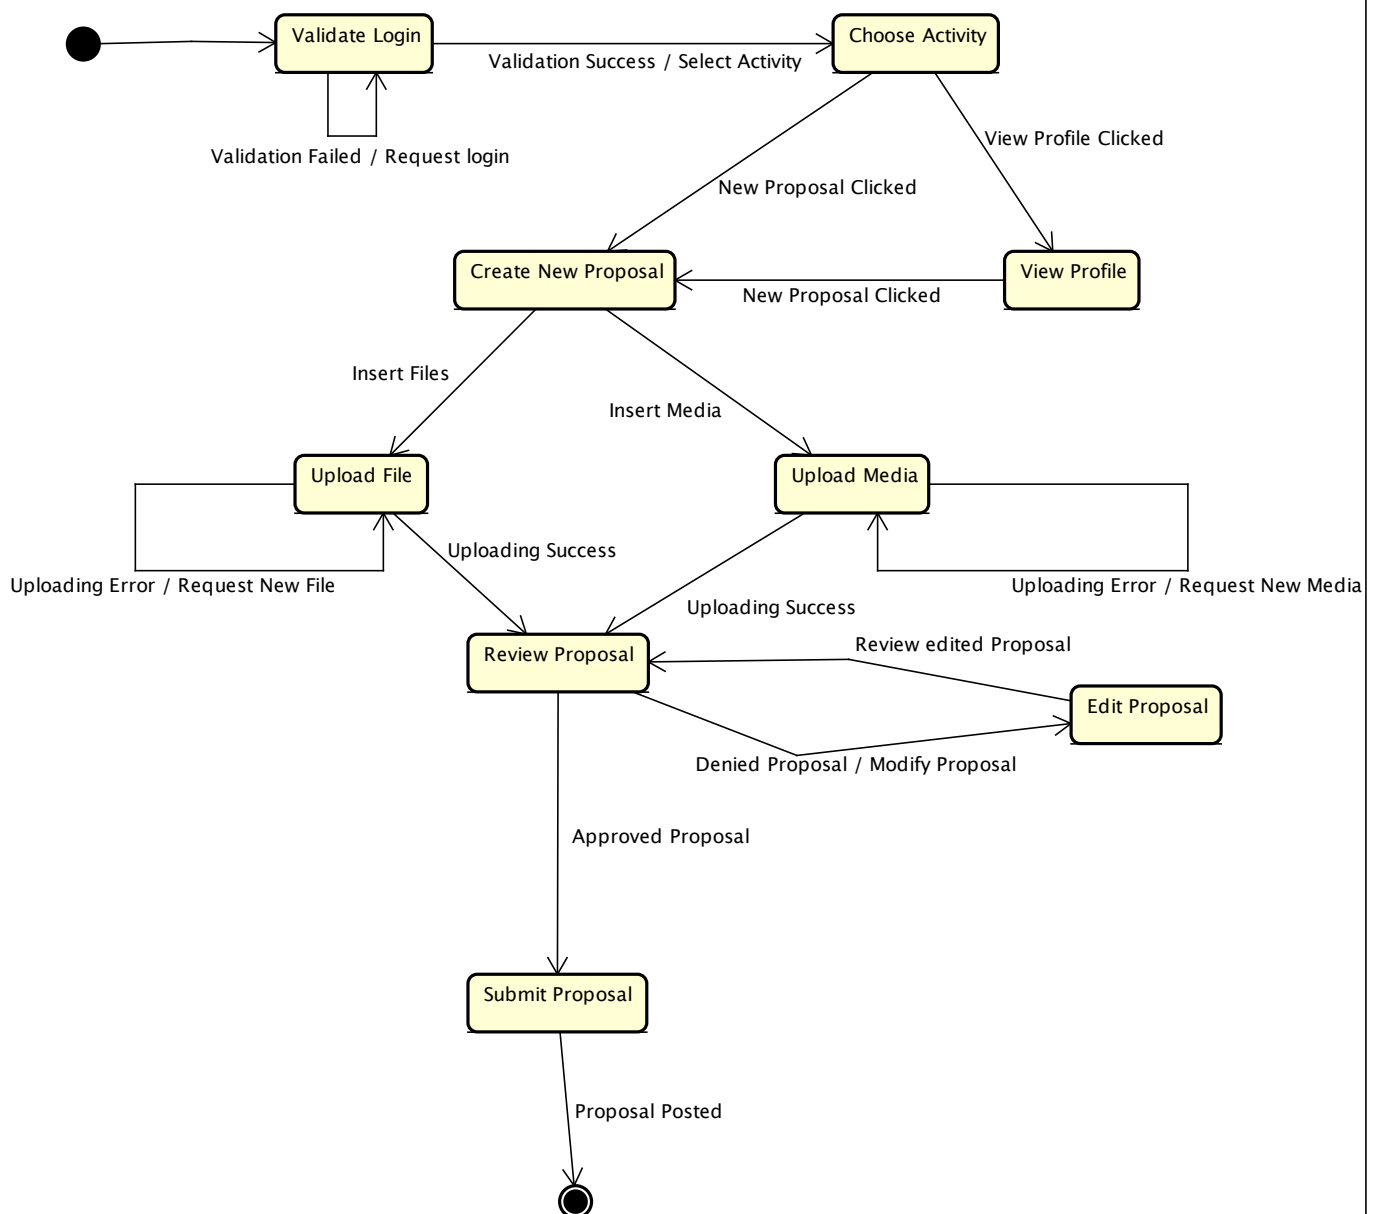 Validate Login
Choose Activity
Validation Success / Select Activity
View Profile Clicked
Validation Failed / Request login
New Proposal Clicked
Create New Proposal
View Profile
New Proposal Clicked
Insert Files
Insert Media
Upload File
Upload Media
Uploading Success
Uploading Error / Request New File
Uploading Error / Request New Media
Uploading Success
Review Proposal
Review edited Proposal
Edit Proposal
Denied Proposal / Modify Proposal
Approved Proposal
Submit Proposal
Proposal Posted